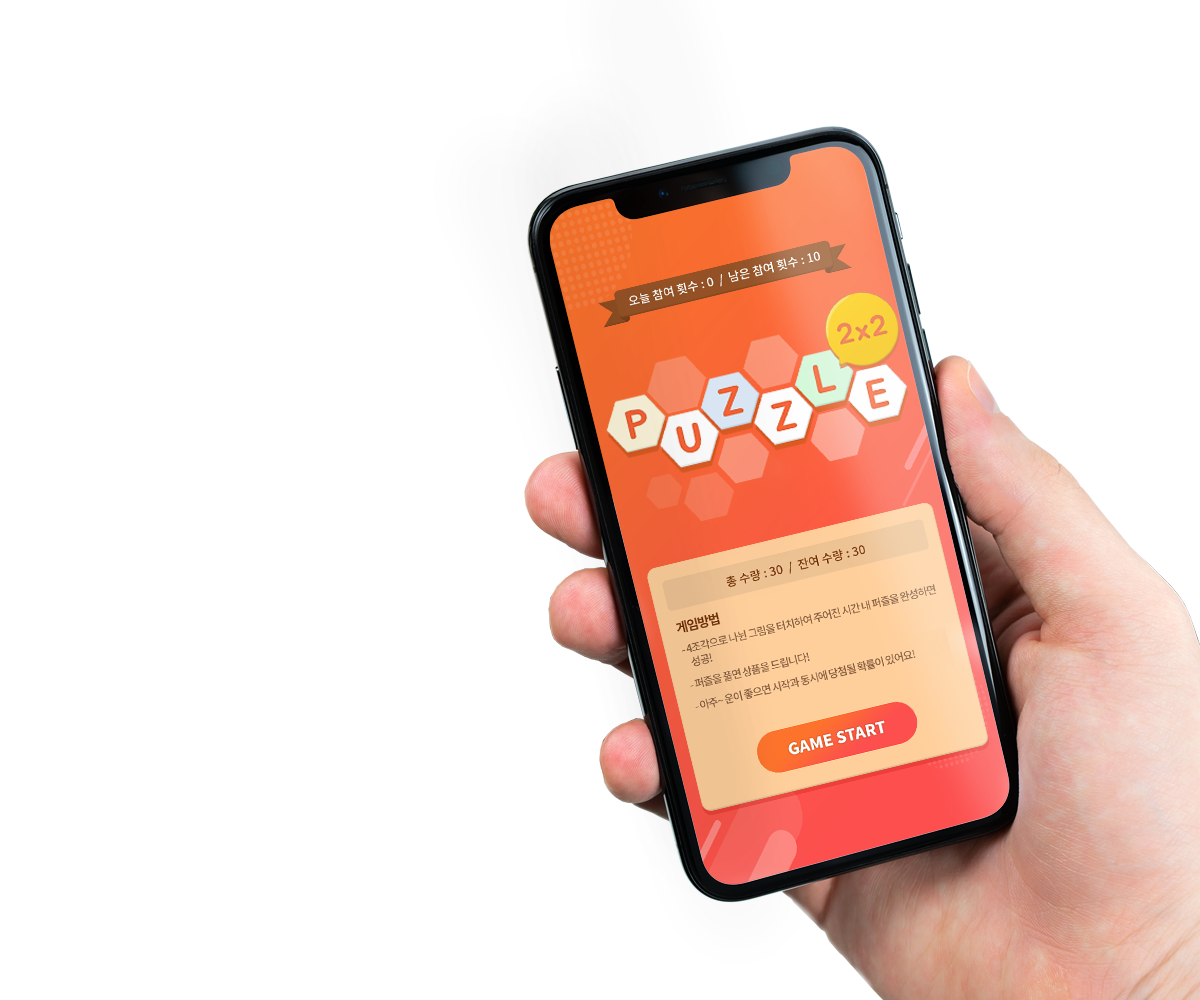 오늘 참여 횟수 : 0 / 남은 참여 횟수 : 10
2x2
PUZZLE
총 수량 : 30 / 잔여 수량 : 30
게임방법
- 4조각으로 나뉜 그림을 터치하여 주어진 시간 내 퍼즐을 완성하면
성공!
- 퍼즐을 풀면 상품을 드립니다!
- 아주~ 운이 좋으면 시작과 동시에 당첨될 확률이 있어요!
GAME START